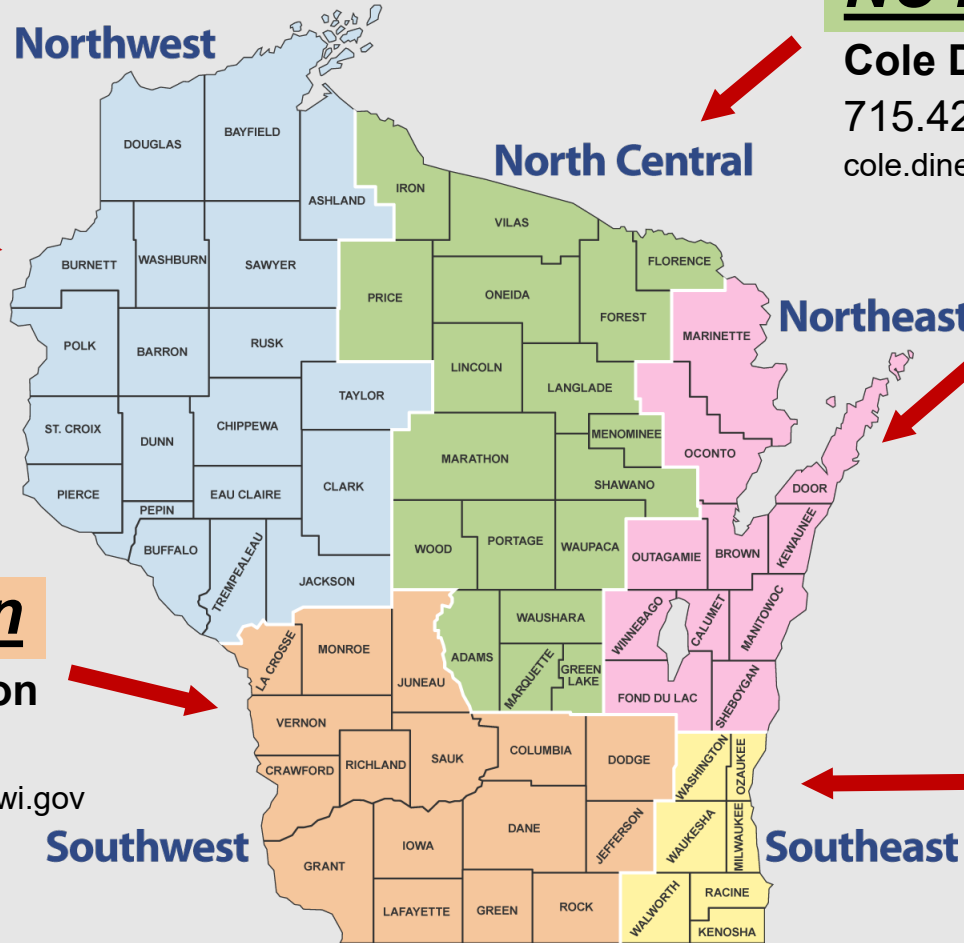 Northwest
Cole D
715.42
cole.dine
North Central
DOUGLAS
BAYFIELD
ASHLAND
IRON
VILAS
FLORENCE
BURNETT
WASHBURN
SAWYER
PRICE
ONEIDA
FOREST
Northeast
MARINETTE
POLK
BARRON
RUSK
LINCOLN
LANGLADE
TAYLOR
ST. CROIX
DUNN
CHIPPEWA
MENOMINEE
OCONTO
MARATHON
PIERCE
EAU CLAIRE
CLARK
SHAWANO
DOOR
PEPIN
BUFFALO
TREMPEALEAU
JACKSON
WOOD
PORTAGE
WAUPACA
OUTAGAMIE
BROWN
KEWAUNEE
n
on
wi.gov
LA CROSSE
MONROE
JUNEAU
ADAMS
WAUSHARA
MARQUETTE
GREEN
LAKE
WINNEBAGO
CALUMET
MANITOWOC
FOND DU LAC
SHEBOYGAN
VERNON
CRAWFORD
RICHLAND
SAUK
COLUMBIA
DODGE
WASHINGTON
OZAUKEE
Southwest
GRANT
IOWA
DANE
JEFFERSON
WAUKESHA
MILWAUKEE
Southeast
LAFAYETTE
GREEN
ROCK
WALWORTH
RACINE
KENOSHA